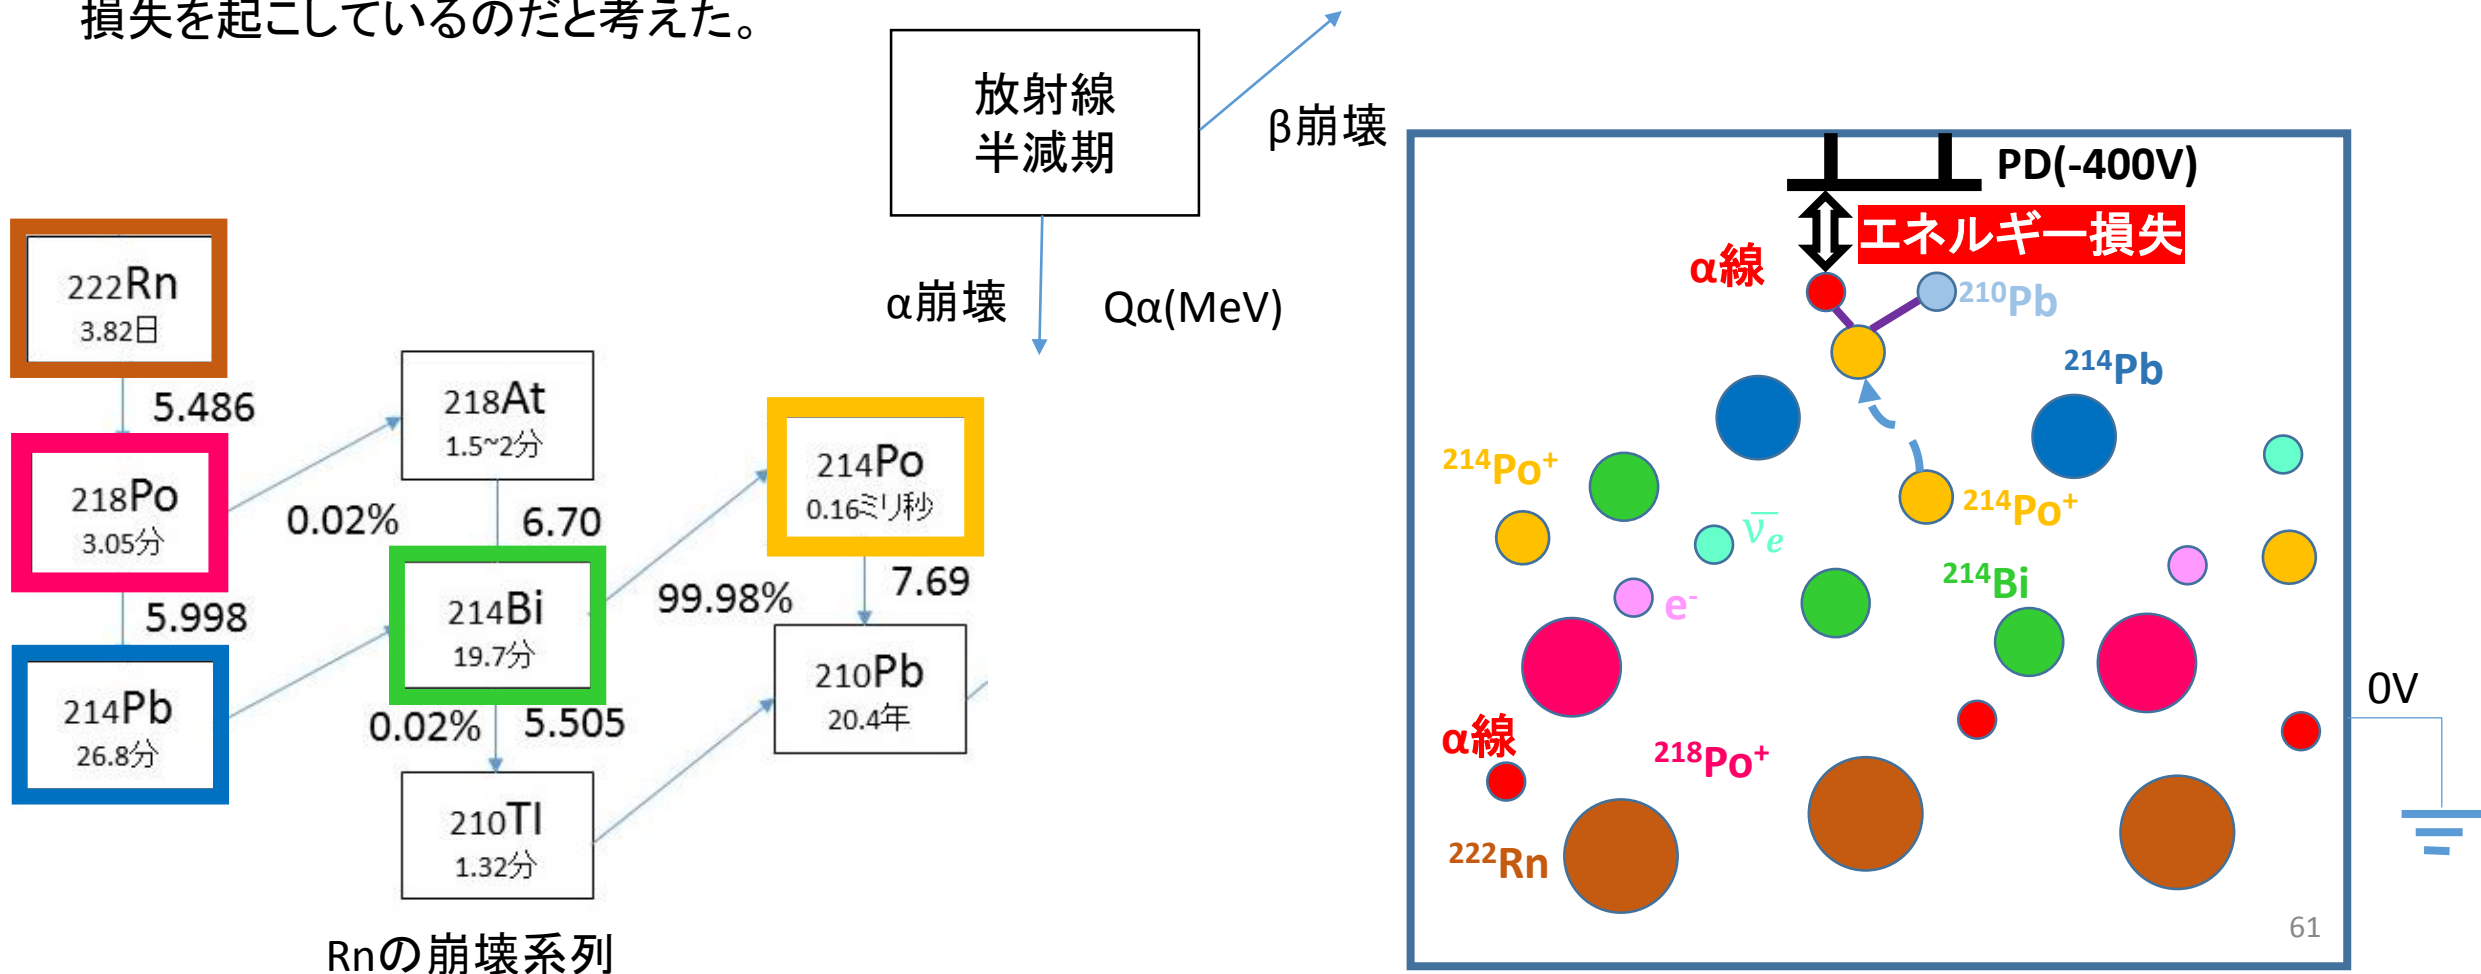 損失を起こしているのだと考えた。
放射線
半減期
β崩壊
α崩壊
Qα(MeV)
222Rn
3.82日
5.486
218Po
3.05分
0.02%
5.998
214Pb
26.8分
218At
1.5~2分
6.70
214Bi
19.7分
0.02%
5.505
210Tl
1.32分
99.98%
214Po
0.16ミリ秒
7.69
210Pb
20.4年
Rnの崩壊系列
PD(-400V)
エネルギー損失
α線
210Pb
214Pb
214Po+
214Po+
ν̅e
e-
214Bi
218Po+
α線
222Rn
0V
61